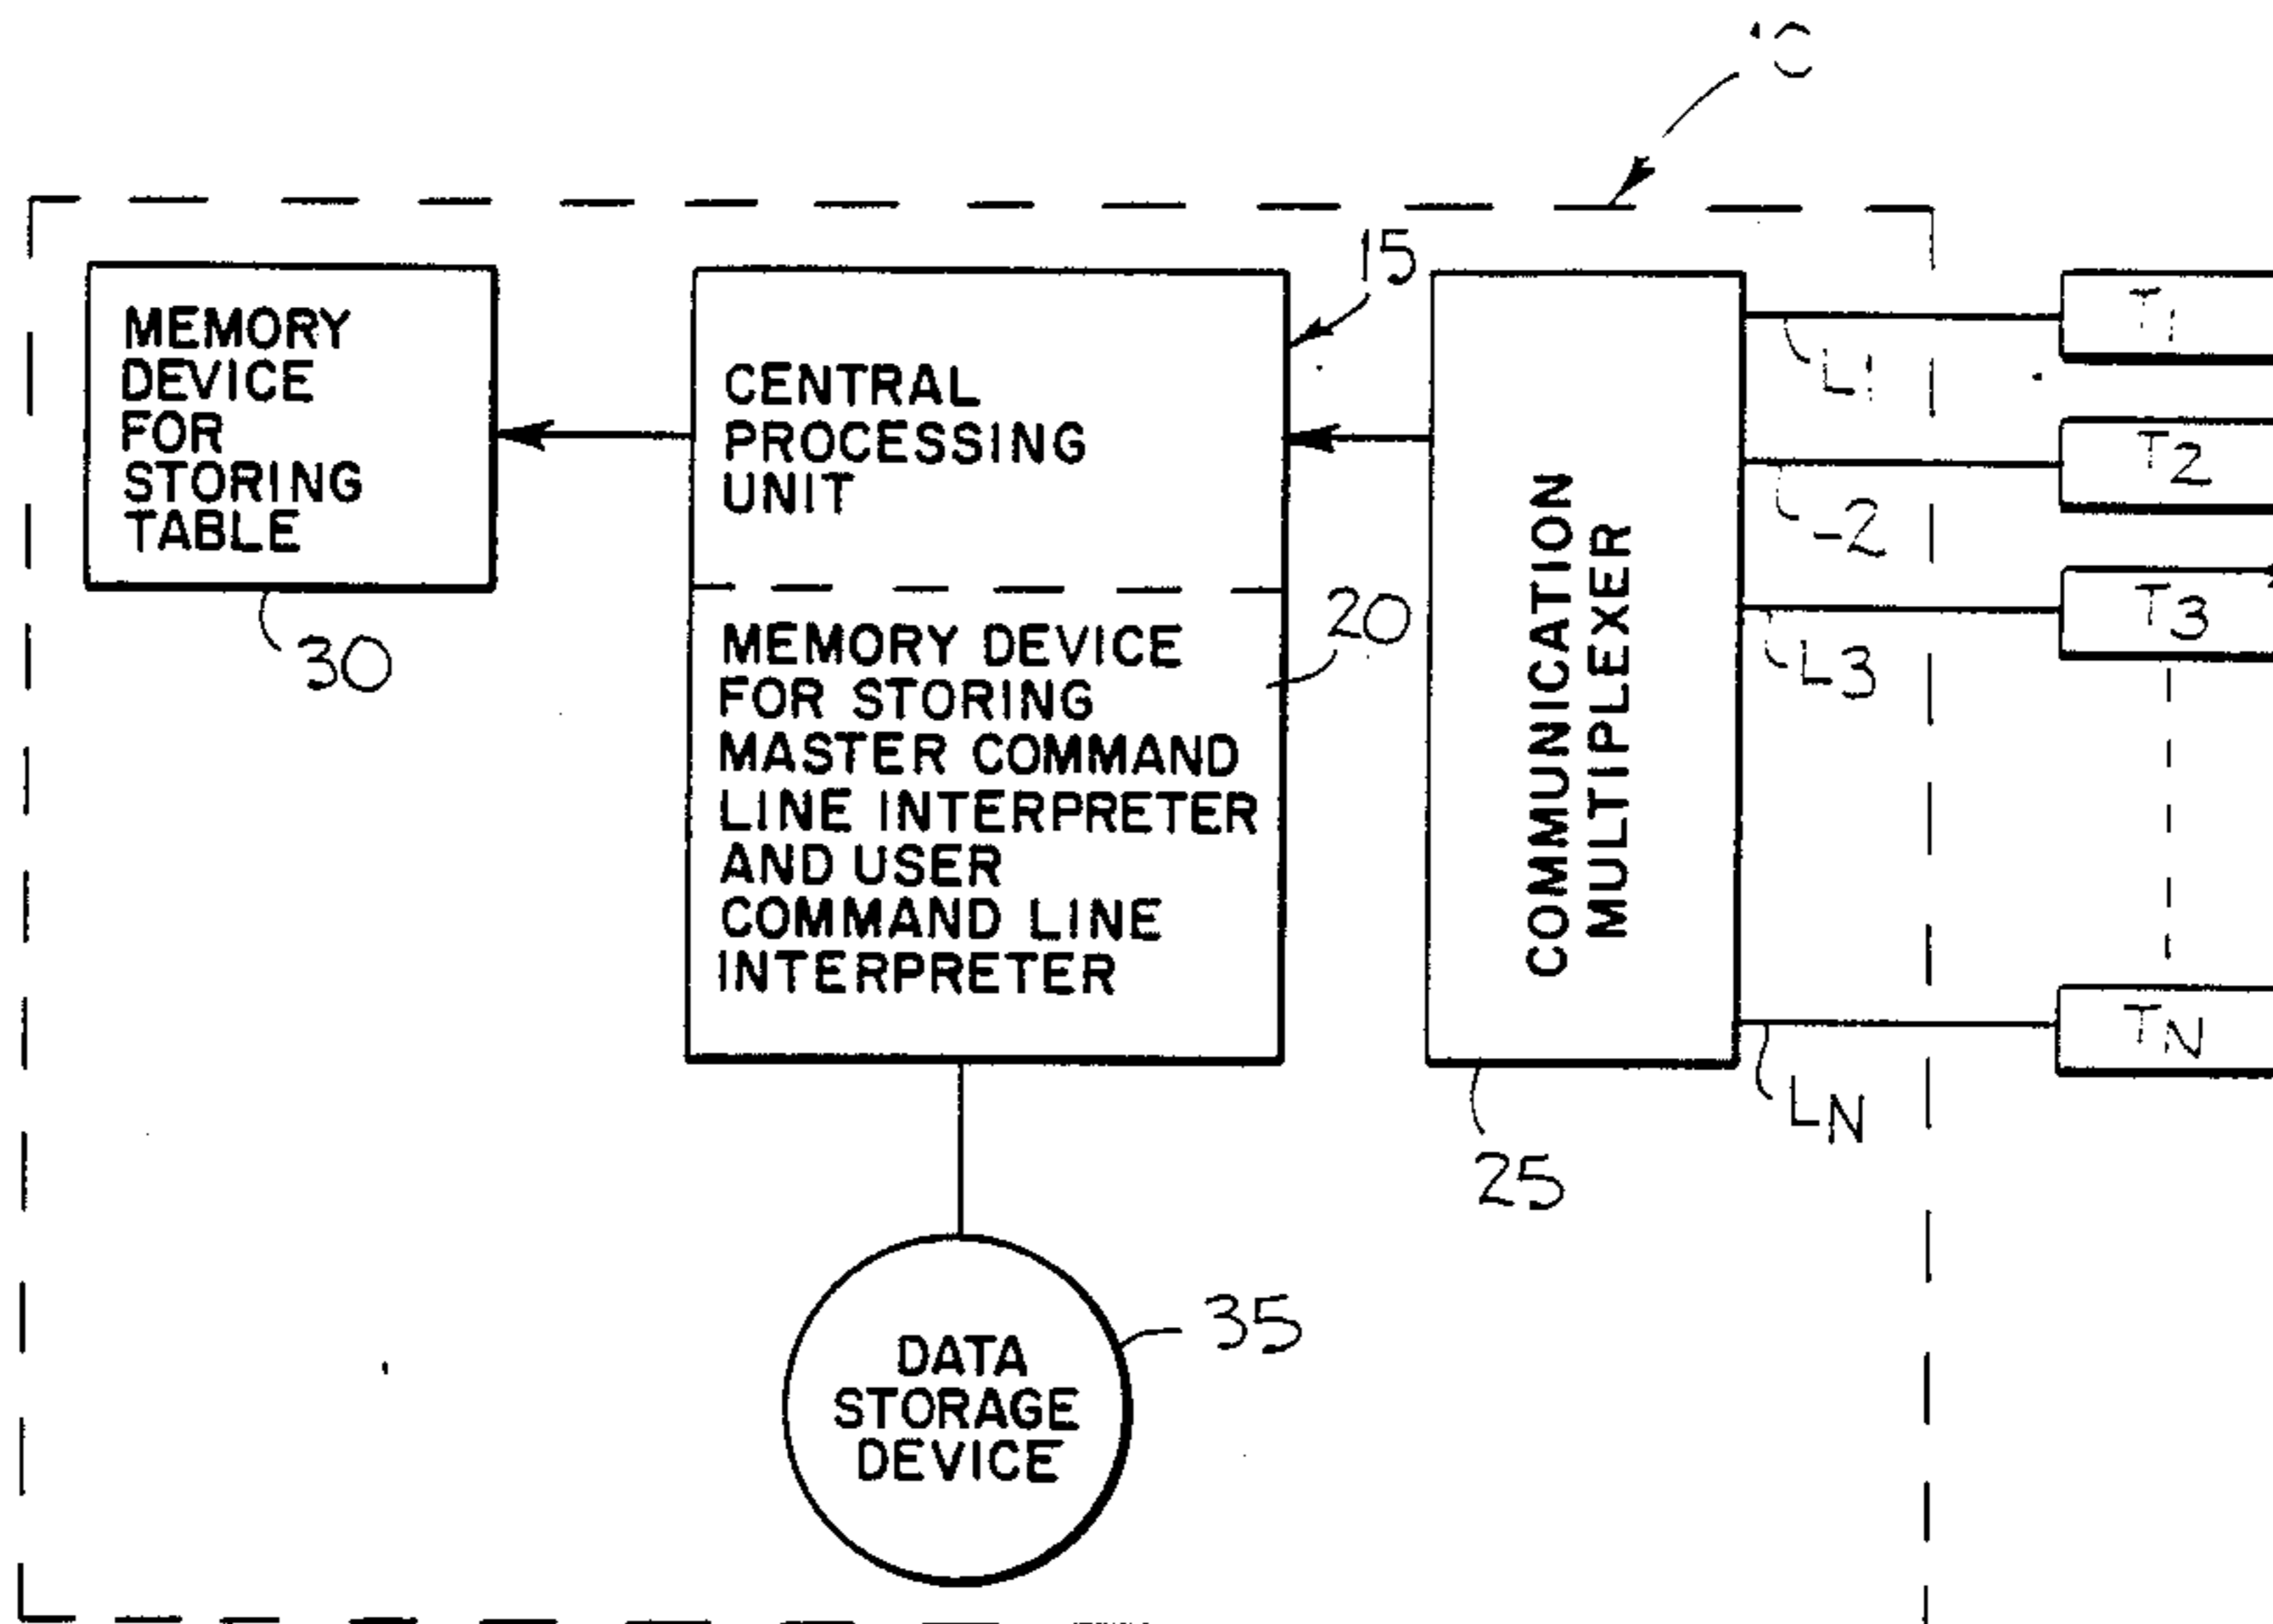 10
15
MEMORY
DEVICE
FOR
STORING
TABLE
30
CENTRAL
PROCESSING
UNIT
MEMORY DEVICE
FOR STORING
MASTER COMMAND
LINE INTERPRETER
AND USER
COMMAND LINE
INTERPRETER
20
COMMUNICATION
MULTIPLEXER
25
L1
L2
L3
LN
T1
T2
T3
TN
DATA
STORAGE
DEVICE
35